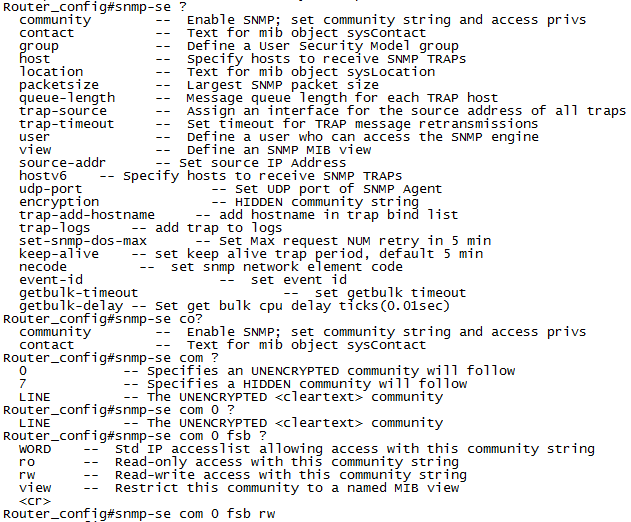 Router_config#snmp-se ?
community -- Enable SNMP; set community string and access privs
contact -- Text for mib object sysContact
group -- Define a User Security Model group
host -- Specify hosts to receive SNMP TRAPs
location -- Text for mib object sysLocation
packetsize -- Largest SNMP packet size
queue-length -- Message queue length for each TRAP host
trap-source -- Assign an interface for the source address of all traps
trap-timeout -- Set timeout for TRAP message retransmissions
user -- Define a user who can access the SNMP engine
view -- Define an SNMP MIB view
source-addr -- Set source IP Address
hostv6 -- Specify hosts to receive SNMP TRAPs
udp-port -- Set UDP port of SNMP Agent
encryption -- HIDDEN community string
trap-add-hostname -- add hostname in trap bind list
trap-logs -- add trap to logs
set-snmp-dos-max -- Set Max request NUM retry in 5 min
keep-alive -- set keep alive trap period, default 5 min
necode -- set snmp network element code
event-id -- set event id
getbulk-timeout -- set getbulk timeout
getbulk-delay -- Set get bulk cpu delay ticks(0.01sec)
Router_config#snmp-se co?
community -- Enable SNMP; set community string and access privs
contact -- Text for mib object sysContact
Router_config#snmp-se com ?
0 -- Specifies an UNENCRYPTED community will follow
7 -- Specifies a HIDDEN community will follow
LINE -- The UNENCRYPTED <cleartext> community
Router_config#snmp-se com 0 ?
LINE -- The UNENCRYPTED <cleartext> community
Router_config#snmp-se com 0 fsb ?
WORD -- Std IP accesslist allowing access with this community string
ro -- Read-only access with this community string
rw -- Read-write access with this community string
view -- Restrict this community to a named MIB view
<cr>
Router_config#snmp-se com 0 fsb rw